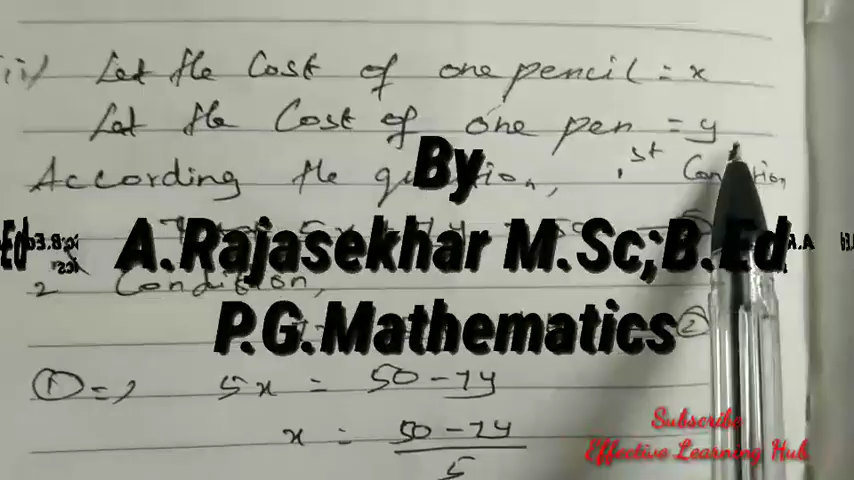 ii) Let the Cost of one pencil = x
Let the Cost of one pen = y
According the question, 1st Condition
By
A.Rajasekhar M.Sc;B.Ed
2 Condition,
P.G.Mathematics
②
① => 5x = 50 - 7y
x = 50 - 7y
5
Subscribe
Effective Learning Hub